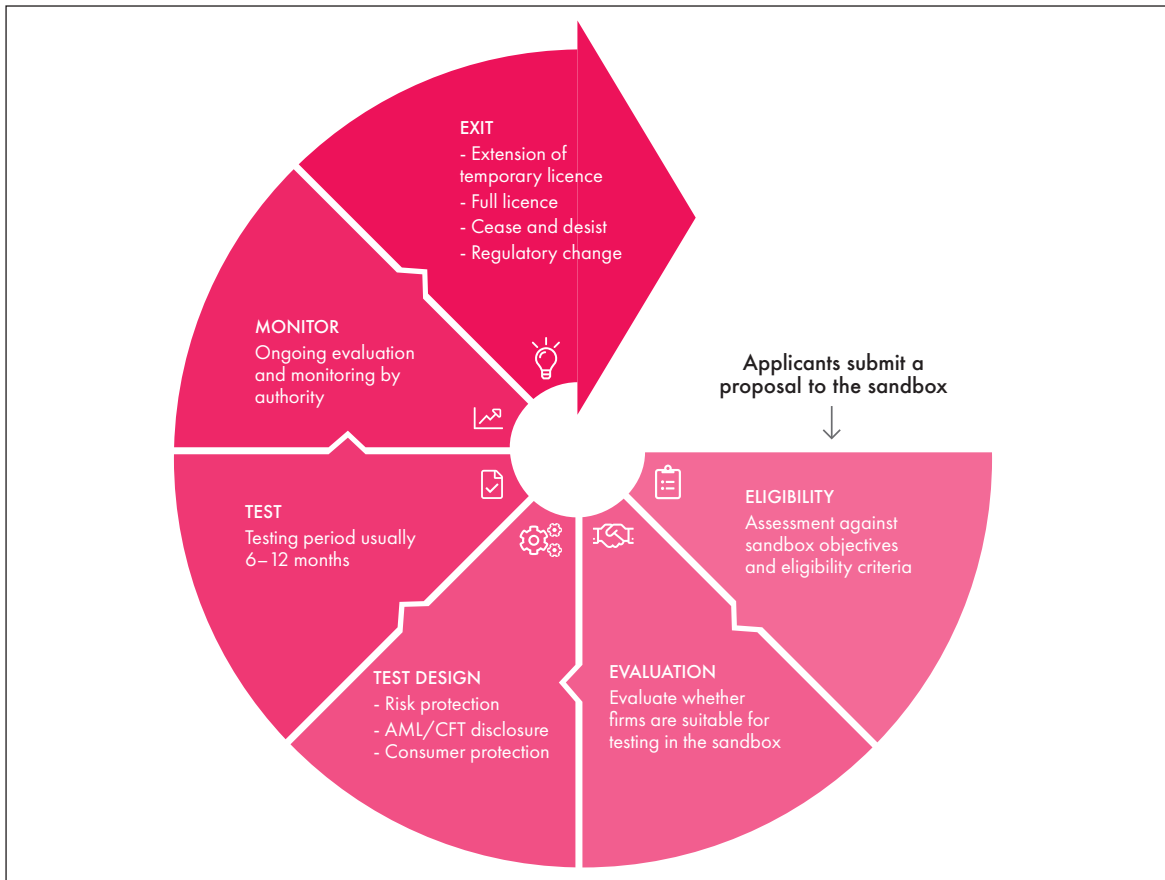 Applicants submit a
proposal to the sandbox
ELIGIBILITY
Assessment against
sandbox objectives
and eligibility criteria
EVALUATION
Evaluate whether
firms are suitable for
testing in the sandbox
TEST DESIGN
- Risk protection
- AML/CFT disclosure
- Consumer protection
TEST
Testing period usually
6–12 months
MONITOR
Ongoing evaluation
and monitoring by
authority
EXIT
- Extension of
temporary licence
- Full licence
- Cease and desist
- Regulatory change